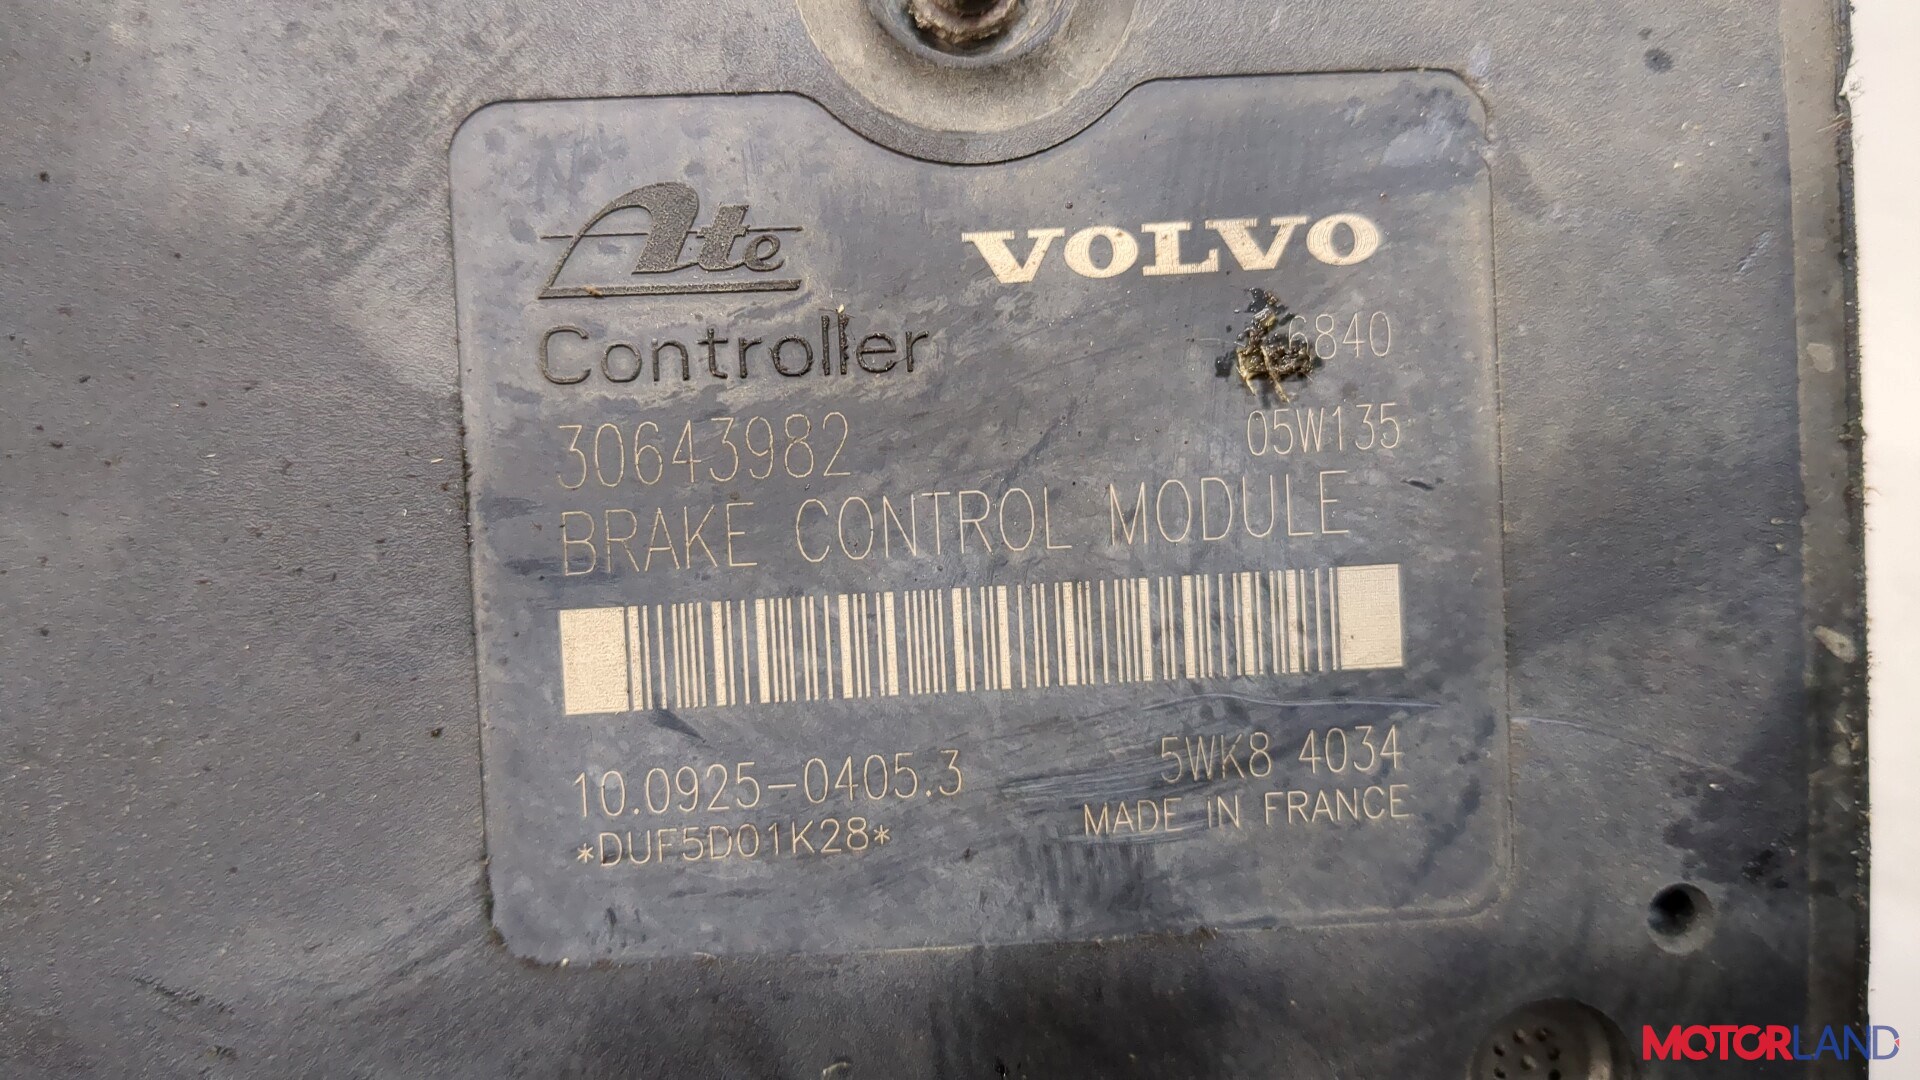 Ate
VOLVO
Controller
30643982
05W135
BRAKE CONTROL MODULE
10.0925-0405.3
5WK8 4034
*DUF5D01K28*
MADE IN FRANCE
MOTORLAND